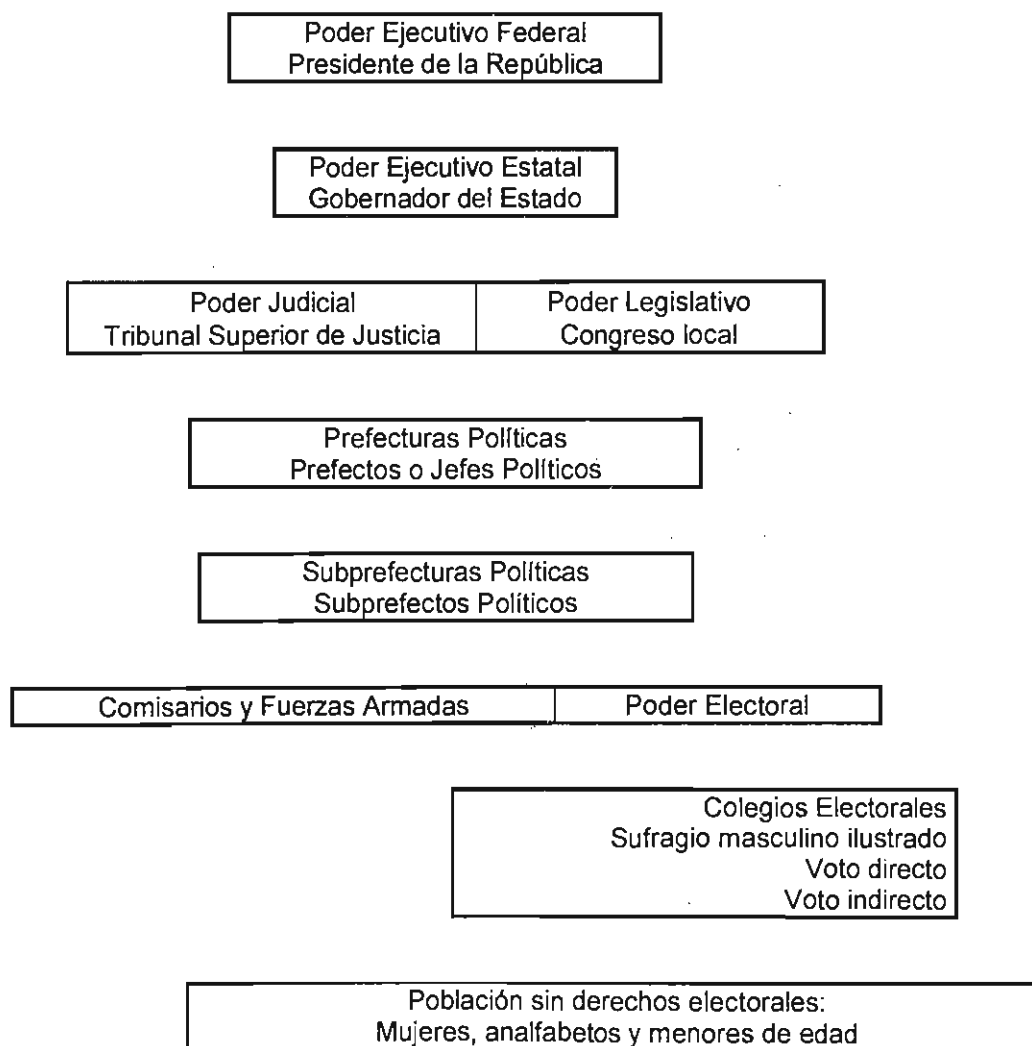 Poder Ejecutivo Federal
Presidente de la República
Poder Ejecutivo Estatal
Gobernador del Estado
Poder Judicial
Tribunal Superior de Justicia
Poder Legislativo
Congreso local
Prefecturas Políticas
Prefectos o Jefes Políticos
Subprefecturas Políticas
Subprefectos Políticos
Comisarios y Fuerzas Armadas
Poder Electoral
Colegios Electorales
Sufragio masculino ilustrado
Voto directo
Voto indirecto
Población sin derechos electorales:
Mujeres, analfabetos y menores de edad